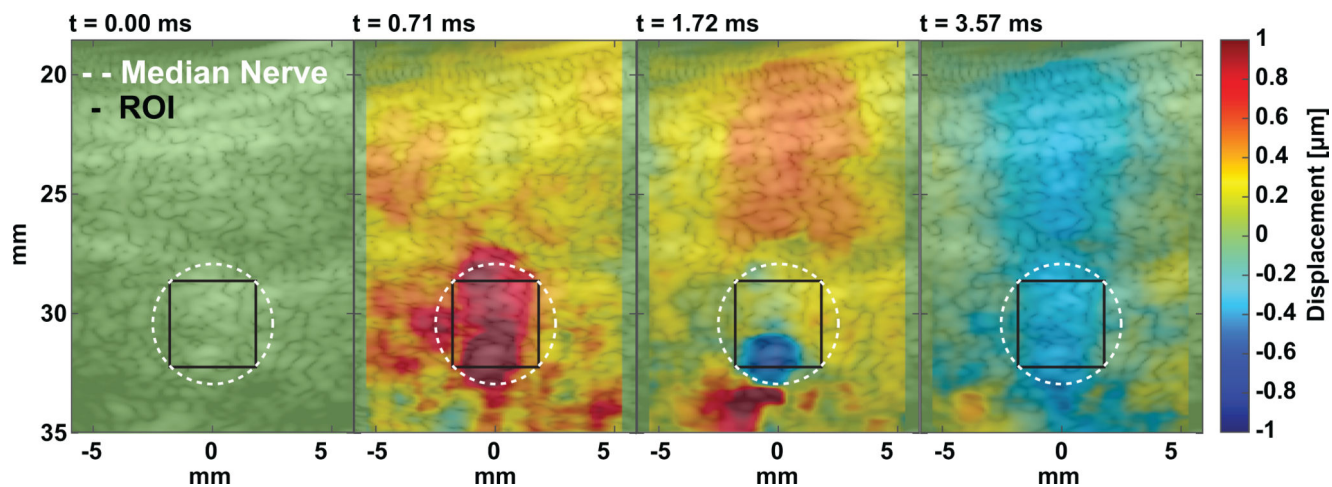 t = 0.00 ms
t = 0.71 ms
t = 1.72 ms
t = 3.57 ms
-- Median Nerve
- ROI
20
25
30
35
mm
-5 0 5
mm
-5 0 5
mm
-5 0 5
mm
-5 0 5
mm
1
0.8
0.6
0.4
0.2
0
-0.2
-0.4
-0.6
-0.8
-1
Displacement [µm]